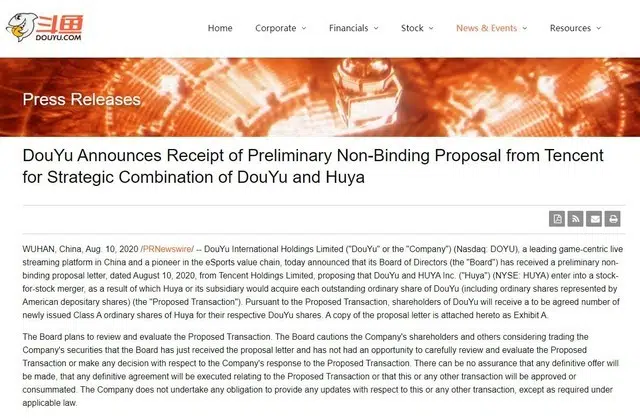 斗鱼
DOUYU.COM
Home Corporate Financials Stock News & Events Resources
Press Releases
DouYu Announces Receipt of Preliminary Non-Binding Proposal from Tencent
for Strategic Combination of DouYu and Huya
WUHAN, China, Aug. 10, 2020 /PRNewswire/ -- DouYu International Holdings Limited ("DouYu" or the "Company") (Nasdaq: DOYU), a leading game-centric live
streaming platform in China and a pioneer in the eSports value chain, today announced that its Board of Directors (the "Board") has received a preliminary non-
binding proposal letter, dated August 10, 2020, from Tencent Holdings Limited, proposing that DouYu and HUYA Inc. ("Huya") (NYSE: HUYA) enter into a stock-
for-stock merger, as a result of which Huya or its subsidiary would acquire each outstanding ordinary share of DouYu (including ordinary shares represented by
American depositary shares) (the "Proposed Transaction"). Pursuant to the Proposed Transaction, shareholders of DouYu will receive a to be agreed number of
newly issued Class A ordinary shares of Huya for their respective DouYu shares. A copy of the proposal letter is attached hereto as Exhibit A.
The Board plans to review and evaluate the Proposed Transaction. The Board cautions the Company's shareholders and others considering trading the
Company's securities that the Board has just received the proposal letter and has not had an opportunity to carefully review and evaluate the Proposed
Transaction or make any decision with respect to the Company's response to the Proposed Transaction. There can be no assurance that any definitive offer will
be made, that any definitive agreement will be executed relating to the Proposed Transaction or that this or any other transaction will be approved or
consummated. The Company does not undertake any obligation to provide any updates with respect to this or any other transaction, except as required under
applicable law.